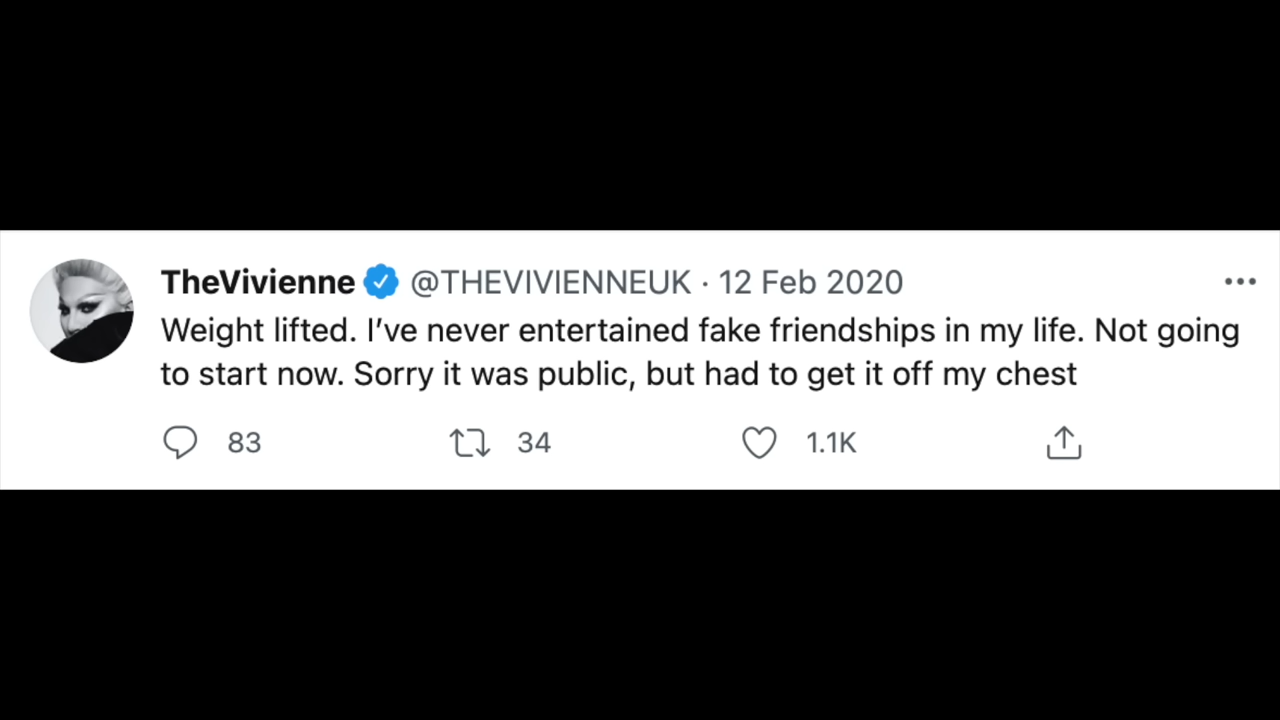 TheVivienne @THEVIVIENNEUK · 12 Feb 2020
Weight lifted. I’ve never entertained fake friendships in my life. Not going
to start now. Sorry it was public, but had to get it off my chest
83 34 1.1K